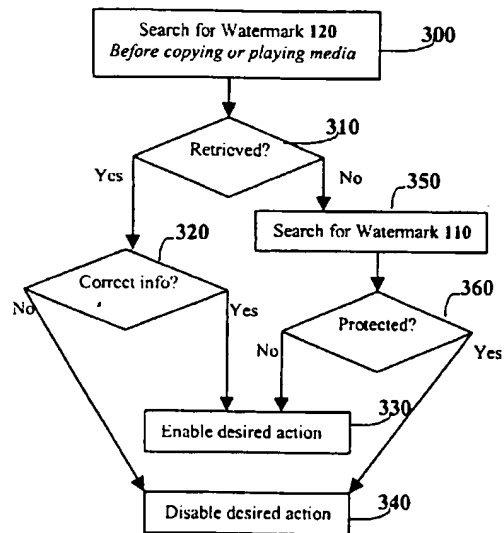 Search for Watermark 120
Before copying or playing media
300
310
Retrieved?
Yes
No
350
Search for Watermark 110
320
Correct info?
No
Yes
360
Protected?
No
Yes
330
Enable desired action
340
Disable desired action